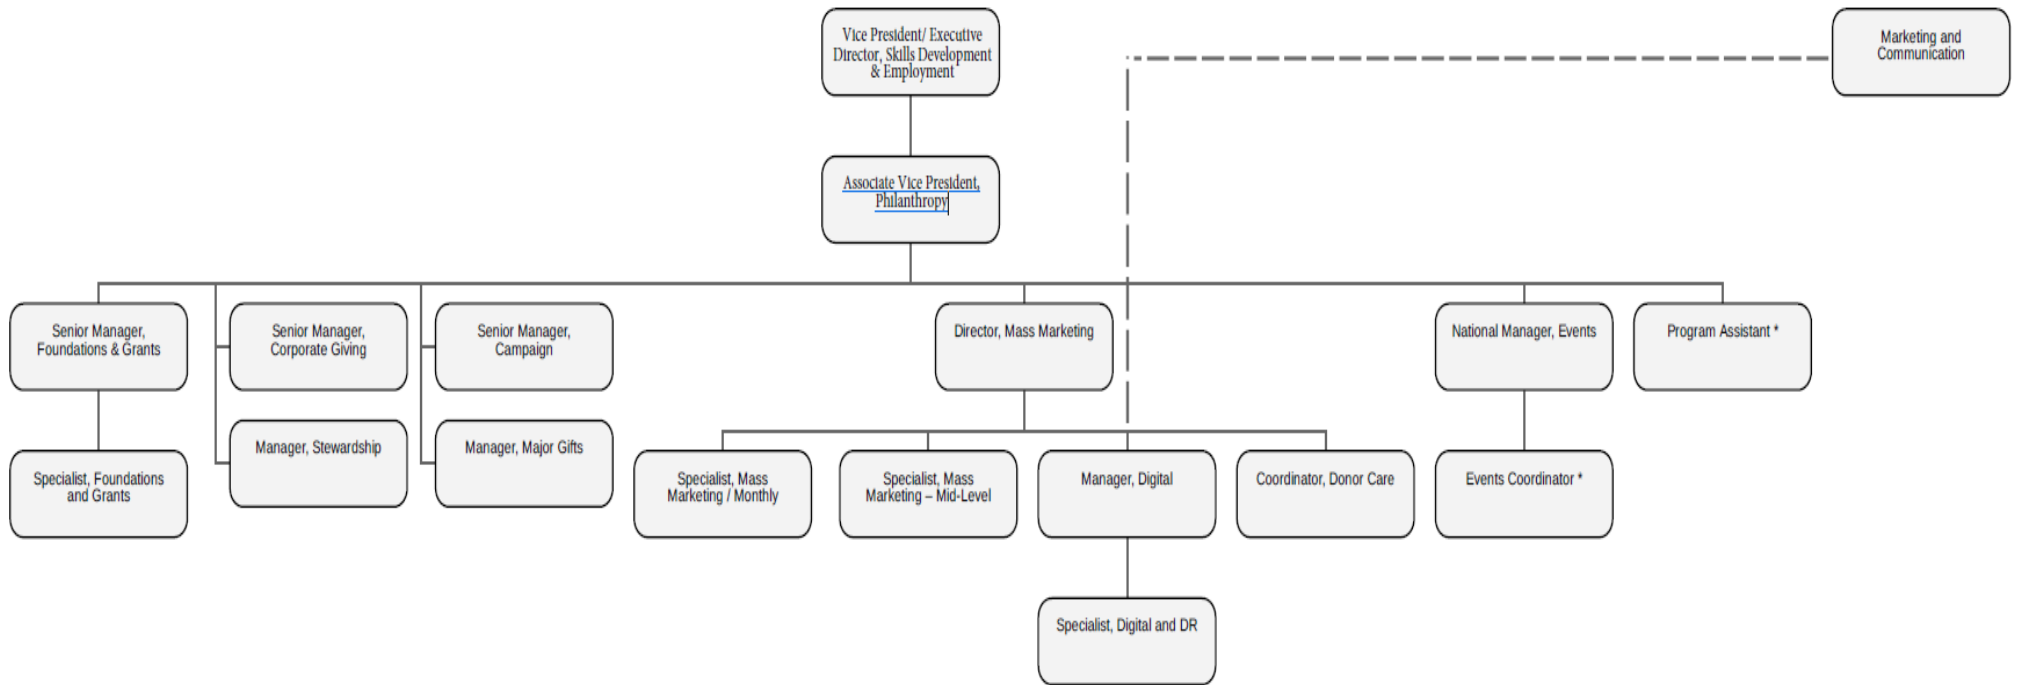 Vice President/ Executive
Director, Skills Development
& Employment
Marketing and
Communication
Associate Vice President,
Philanthropy
Senior Manager,
Foundations & Grants
Senior Manager,
Corporate Giving
Senior Manager,
Campaign
Director, Mass Marketing
National Manager, Events
Program Assistant *
Manager, Stewardship
Manager, Major Gifts
Specialist, Foundations
and Grants
Specialist, Mass
Marketing / Monthly
Specialist, Mass
Marketing – Mid-Level
Manager, Digital
Coordinator, Donor Care
Events Coordinator *
Specialist, Digital and DR